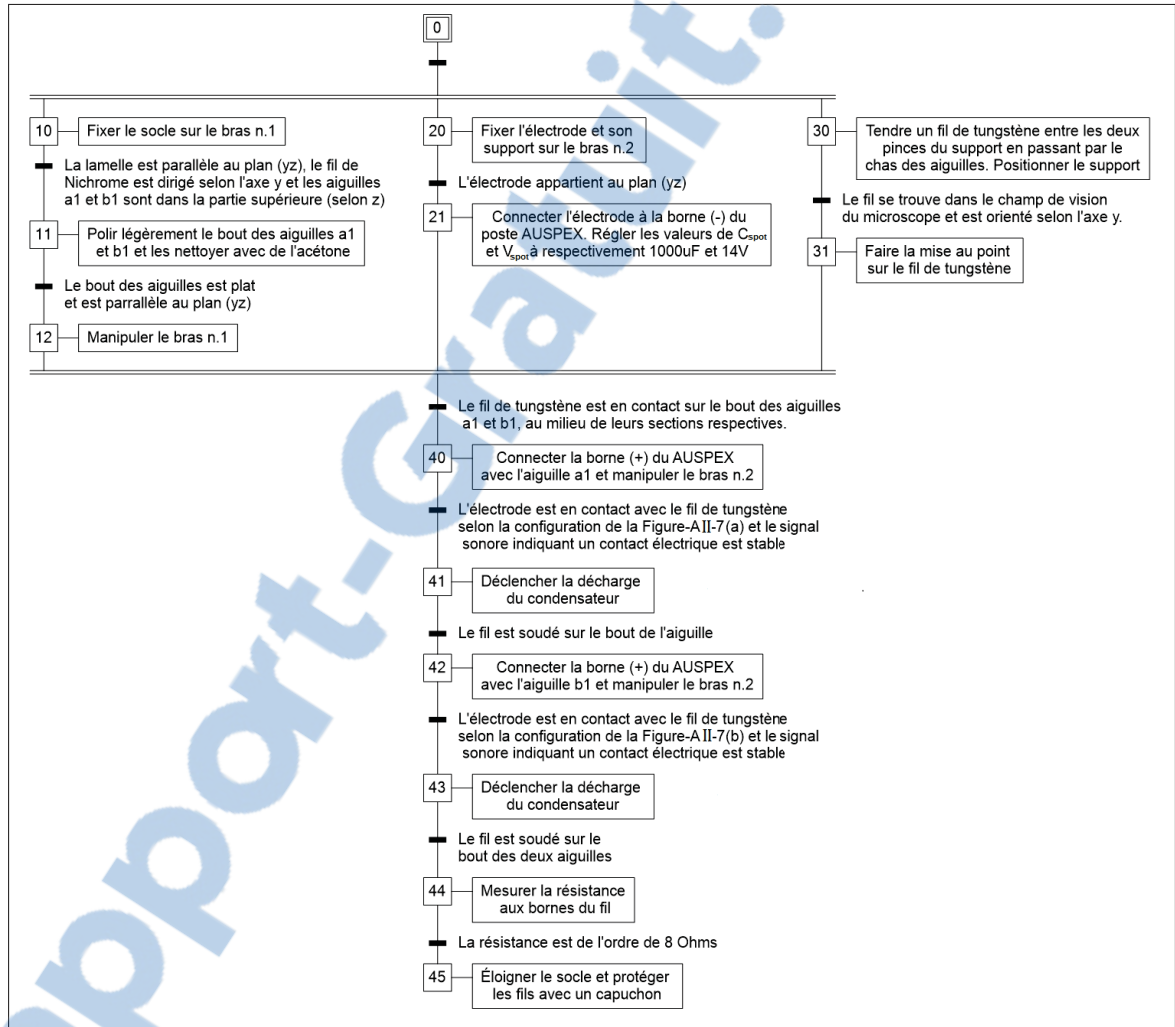 0
10
Fixer le socle sur le bras n.1
La lamelle est parallèle au plan (yz), le fil de
Nichrome est dirigé selon l'axe y et les aiguilles
a1 et b1 sont dans la partie supérieure (selon z)
11
Polir légèrement le bout des aiguilles a1
et b1 et les nettoyer avec de l'acétone
Le bout des aiguilles est plat
et est parrallèle au plan (yz)
12
Manipuler le bras n.1
20
Fixer l'électrode et son
support sur le bras n.2
L'électrode appartient au plan (yz)
21
Connecter l'électrode à la borne (-) du
poste AUSPEX. Régler les valeurs de Cspot
et Vspot à respectivement 1000uF et 14V
30
Tendre un fil de tungstène entre les deux
pinces du support en passant par le
chas des aiguilles. Positionner le support
Le fil se trouve dans le champ de vision
du microscope et est orienté selon l'axe y.
31
Faire la mise au point
sur le fil de tungstène
Le fil de tungstène est en contact sur le bout des aiguilles
a1 et b1, au milieu de leurs sections respectives.
40
Connecter la borne (+) du AUSPEX
avec l'aiguille a1 et manipuler le bras n.2
L'électrode est en contact avec le fil de tungstène
selon la configuration de la Figure-AII-7(a) et le signal
sonore indiquant un contact électrique est stable
41
Déclencher la décharge
du condensateur
Le fil est soudé sur le bout de l'aiguille
42
Connecter la borne (+) du AUSPEX
avec l'aiguille b1 et manipuler le bras n.2
L'électrode est en contact avec le fil de tungstène
selon la configuration de la Figure-AII-7(b) et le signal
sonore indiquant un contact électrique est stable
43
Déclencher la décharge
du condensateur
Le fil est soudé sur le
bout des deux aiguilles
44
Mesurer la résistance
aux bornes du fil
La résistance est de l'ordre de 8 Ohms
45
Éloigner le socle et protéger
les fils avec un capuchon
pport-Gratuit.